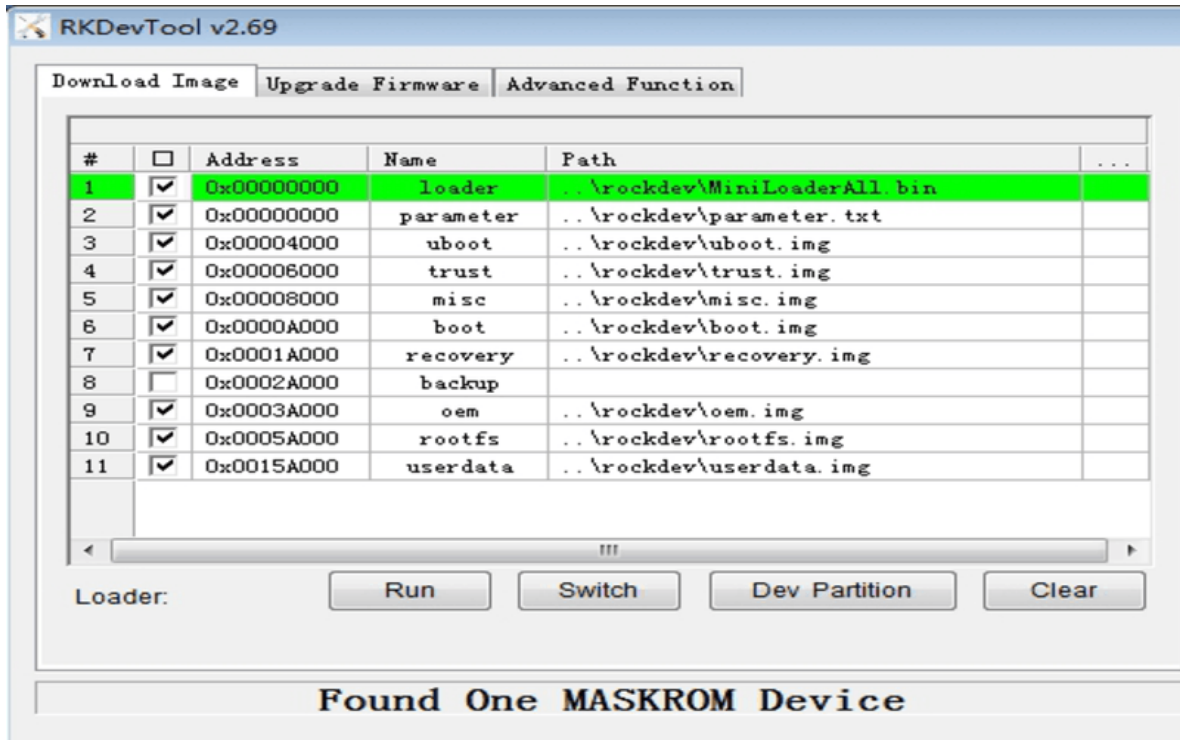 RKDevTool v2.69
Download Image Upgrade Firmware Advanced Function
# Address Name Path ...
1 0x00000000 loader ..\rockdev\MiniLoaderAll.bin
2 0x00000000 parameter ..\rockdev\parameter.txt
3 0x00004000 uboot ..\rockdev\uboot.img
4 0x00006000 trust ..\rockdev\trust.img
5 0x00008000 misc ..\rockdev\misc.img
6 0x0000A000 boot ..\rockdev\boot.img
7 0x0001A000 recovery ..\rockdev\recovery.img
8 0x0002A000 backup
9 0x0003A000 oem ..\rockdev\oem.img
10 0x0005A000 rootfs ..\rockdev\rootfs.img
11 0x0015A000 userdata ..\rockdev\userdata.img
Loader: Run Switch Dev Partition Clear
Found One MASKROM Device